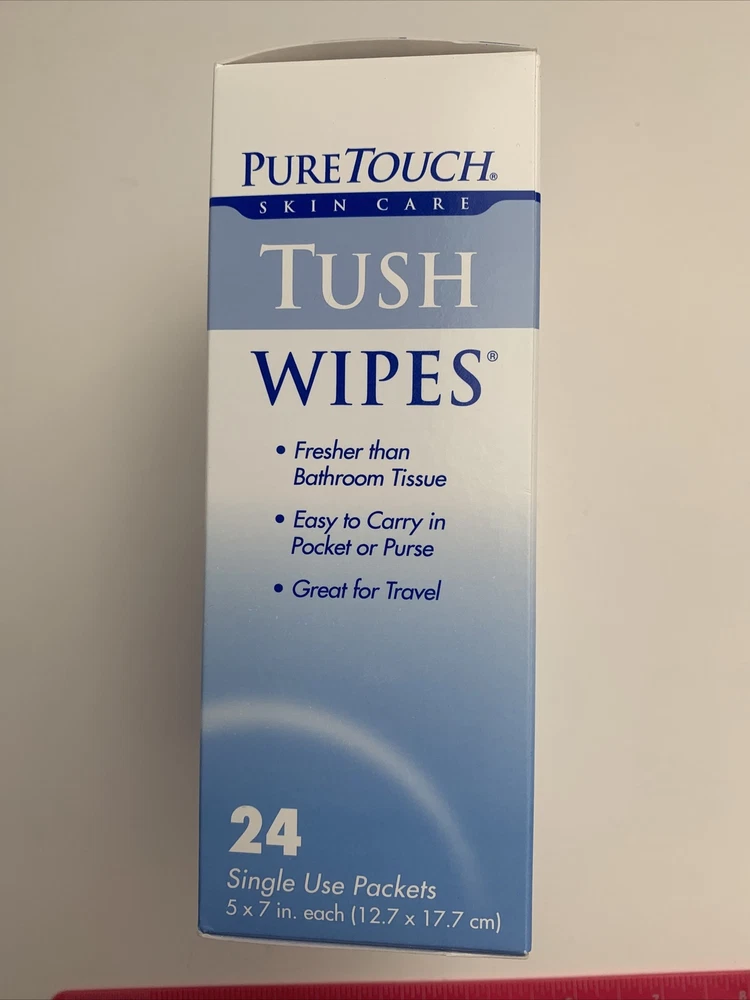 PURETOUCH®
SKIN CARE
TUSH
WIPES®
• Fresher than
Bathroom Tissue
• Easy to Carry in
Pocket or Purse
• Great for Travel
24
Single Use Packets
5 x 7 in. each (12.7 x 17.7 cm)